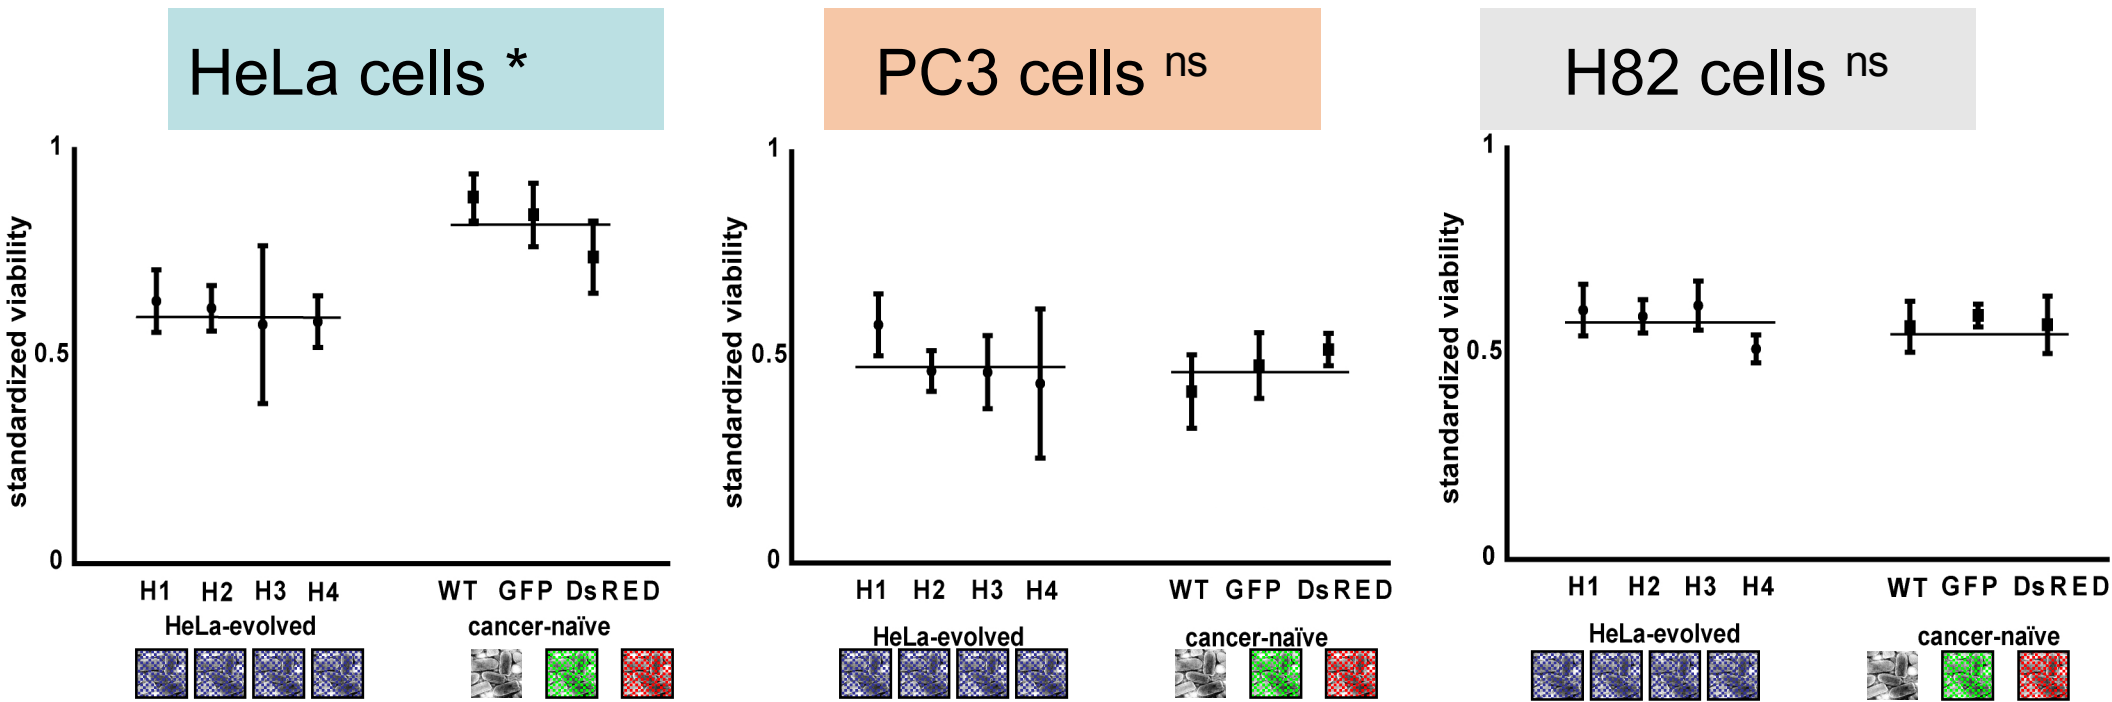 HeLa cells *
1
0.5
0
standardized viability
H1 H2 H3 H4 WT GFP DsRED
HeLa-evolved cancer-naïve
PC3 cells ns
1
0.5
0
standardized viability
H1 H2 H3 H4 WT GFP DsRED
HeLa-evolved cancer-naïve
H82 cells ns
1
0.5
0
standardized viability
H1 H2 H3 H4 WT GFP DsRED
HeLa-evolved cancer-naïve